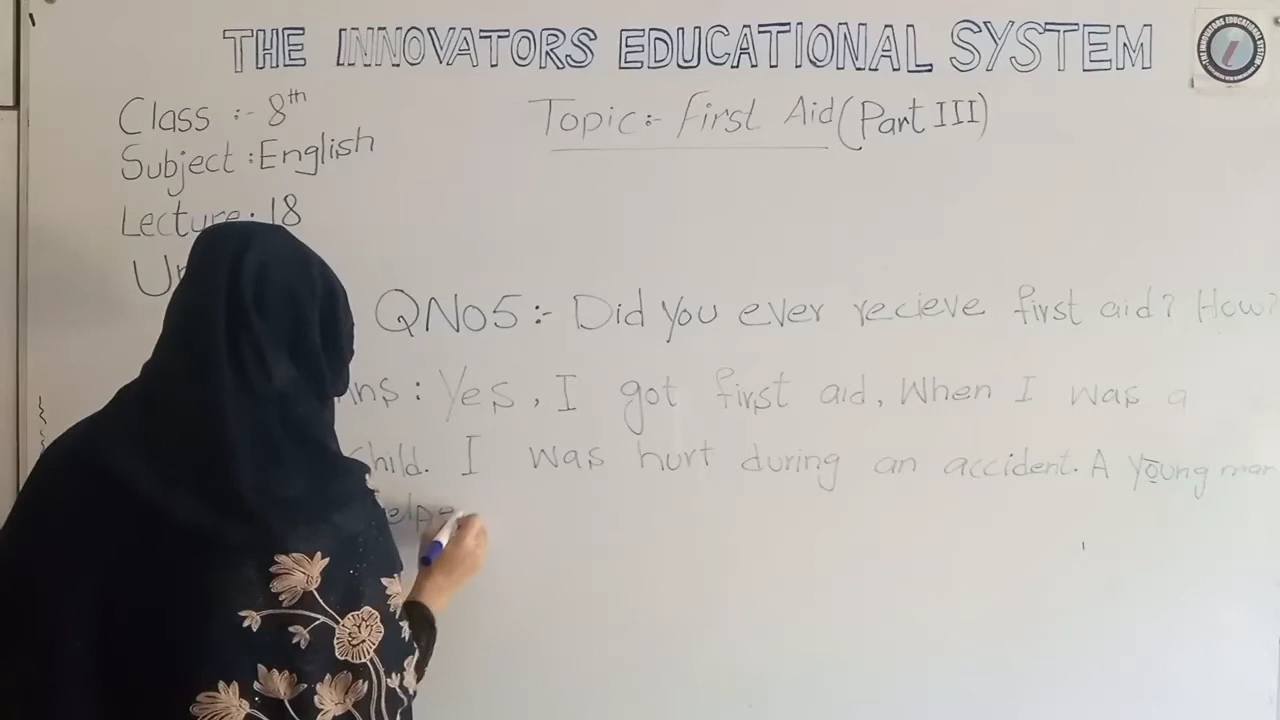 THE INNOVATORS EDUCATIONAL SYSTEM
Class :- 8th
Topic:- First Aid (Part III)
Subject : English
Lecture : 18
QNo5:- Did you ever recieve first aid? How?
Ans : Yes, I got first aid, When I was a
child. I was hurt during an accident. A young man